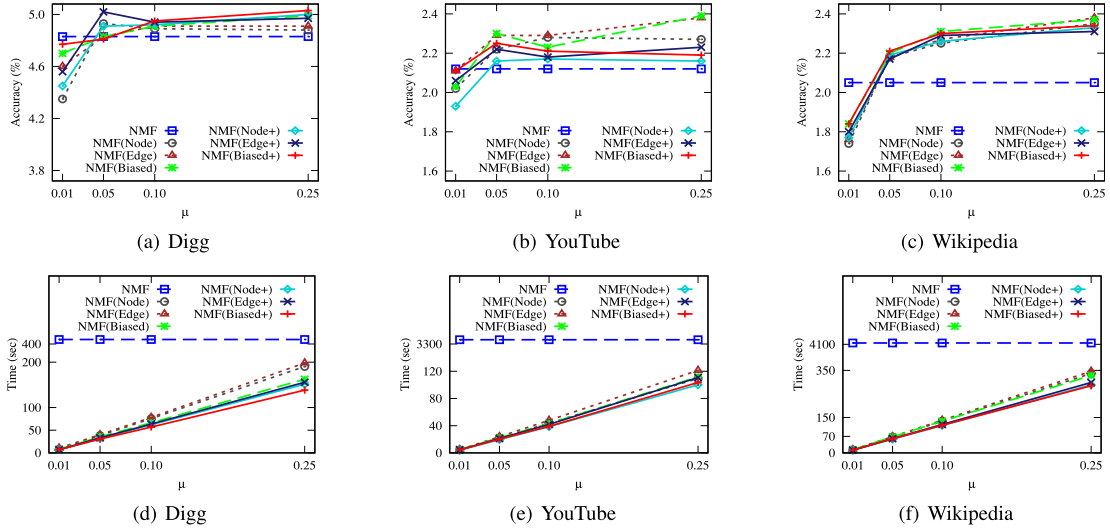 Accuracy (%)
5.0
4.6
4.2
3.8
NMF
NMF(Node)
NMF(Edge)
NMF(Biased)
NMF(Node+)
NMF(Edge+)
NMF(Biased+)
0.01 0.05 0.10 0.25
μ
(a) Digg
Accuracy (%)
2.4
2.2
2.0
1.8
1.6
NMF
NMF(Node)
NMF(Edge)
NMF(Biased)
NMF(Node+)
NMF(Edge+)
NMF(Biased+)
0.01 0.05 0.10 0.25
μ
(b) YouTube
Accuracy (%)
2.4
2.2
2.0
1.8
1.6
NMF
NMF(Node)
NMF(Edge)
NMF(Biased)
NMF(Node+)
NMF(Edge+)
NMF(Biased+)
0.01 0.05 0.10 0.25
μ
(c) Wikipedia
Time (sec)
400
200
100
50
0
NMF
NMF(Node)
NMF(Edge)
NMF(Biased)
NMF(Node+)
NMF(Edge+)
NMF(Biased+)
0.01 0.05 0.10 0.25
μ
(d) Digg
Time (sec)
3300
120
80
40
0
NMF
NMF(Node)
NMF(Edge)
NMF(Biased)
NMF(Node+)
NMF(Edge+)
NMF(Biased+)
0.01 0.05 0.10 0.25
μ
(e) YouTube
Time (sec)
4100
350
150
70
0
NMF
NMF(Node)
NMF(Edge)
NMF(Biased)
NMF(Node+)
NMF(Edge+)
NMF(Biased+)
0.01 0.05 0.10 0.25
μ
(f) Wikipedia